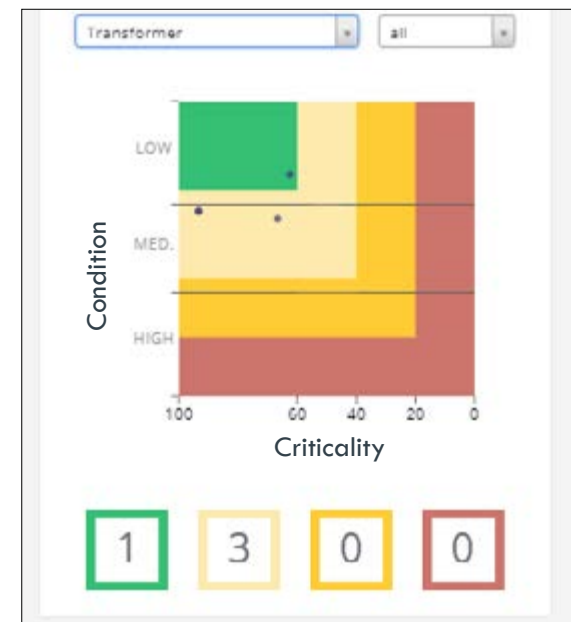 Transformer all
LOW
MED.
HIGH
Condition
100 60 40 20 0
Criticality
1 3 0 0